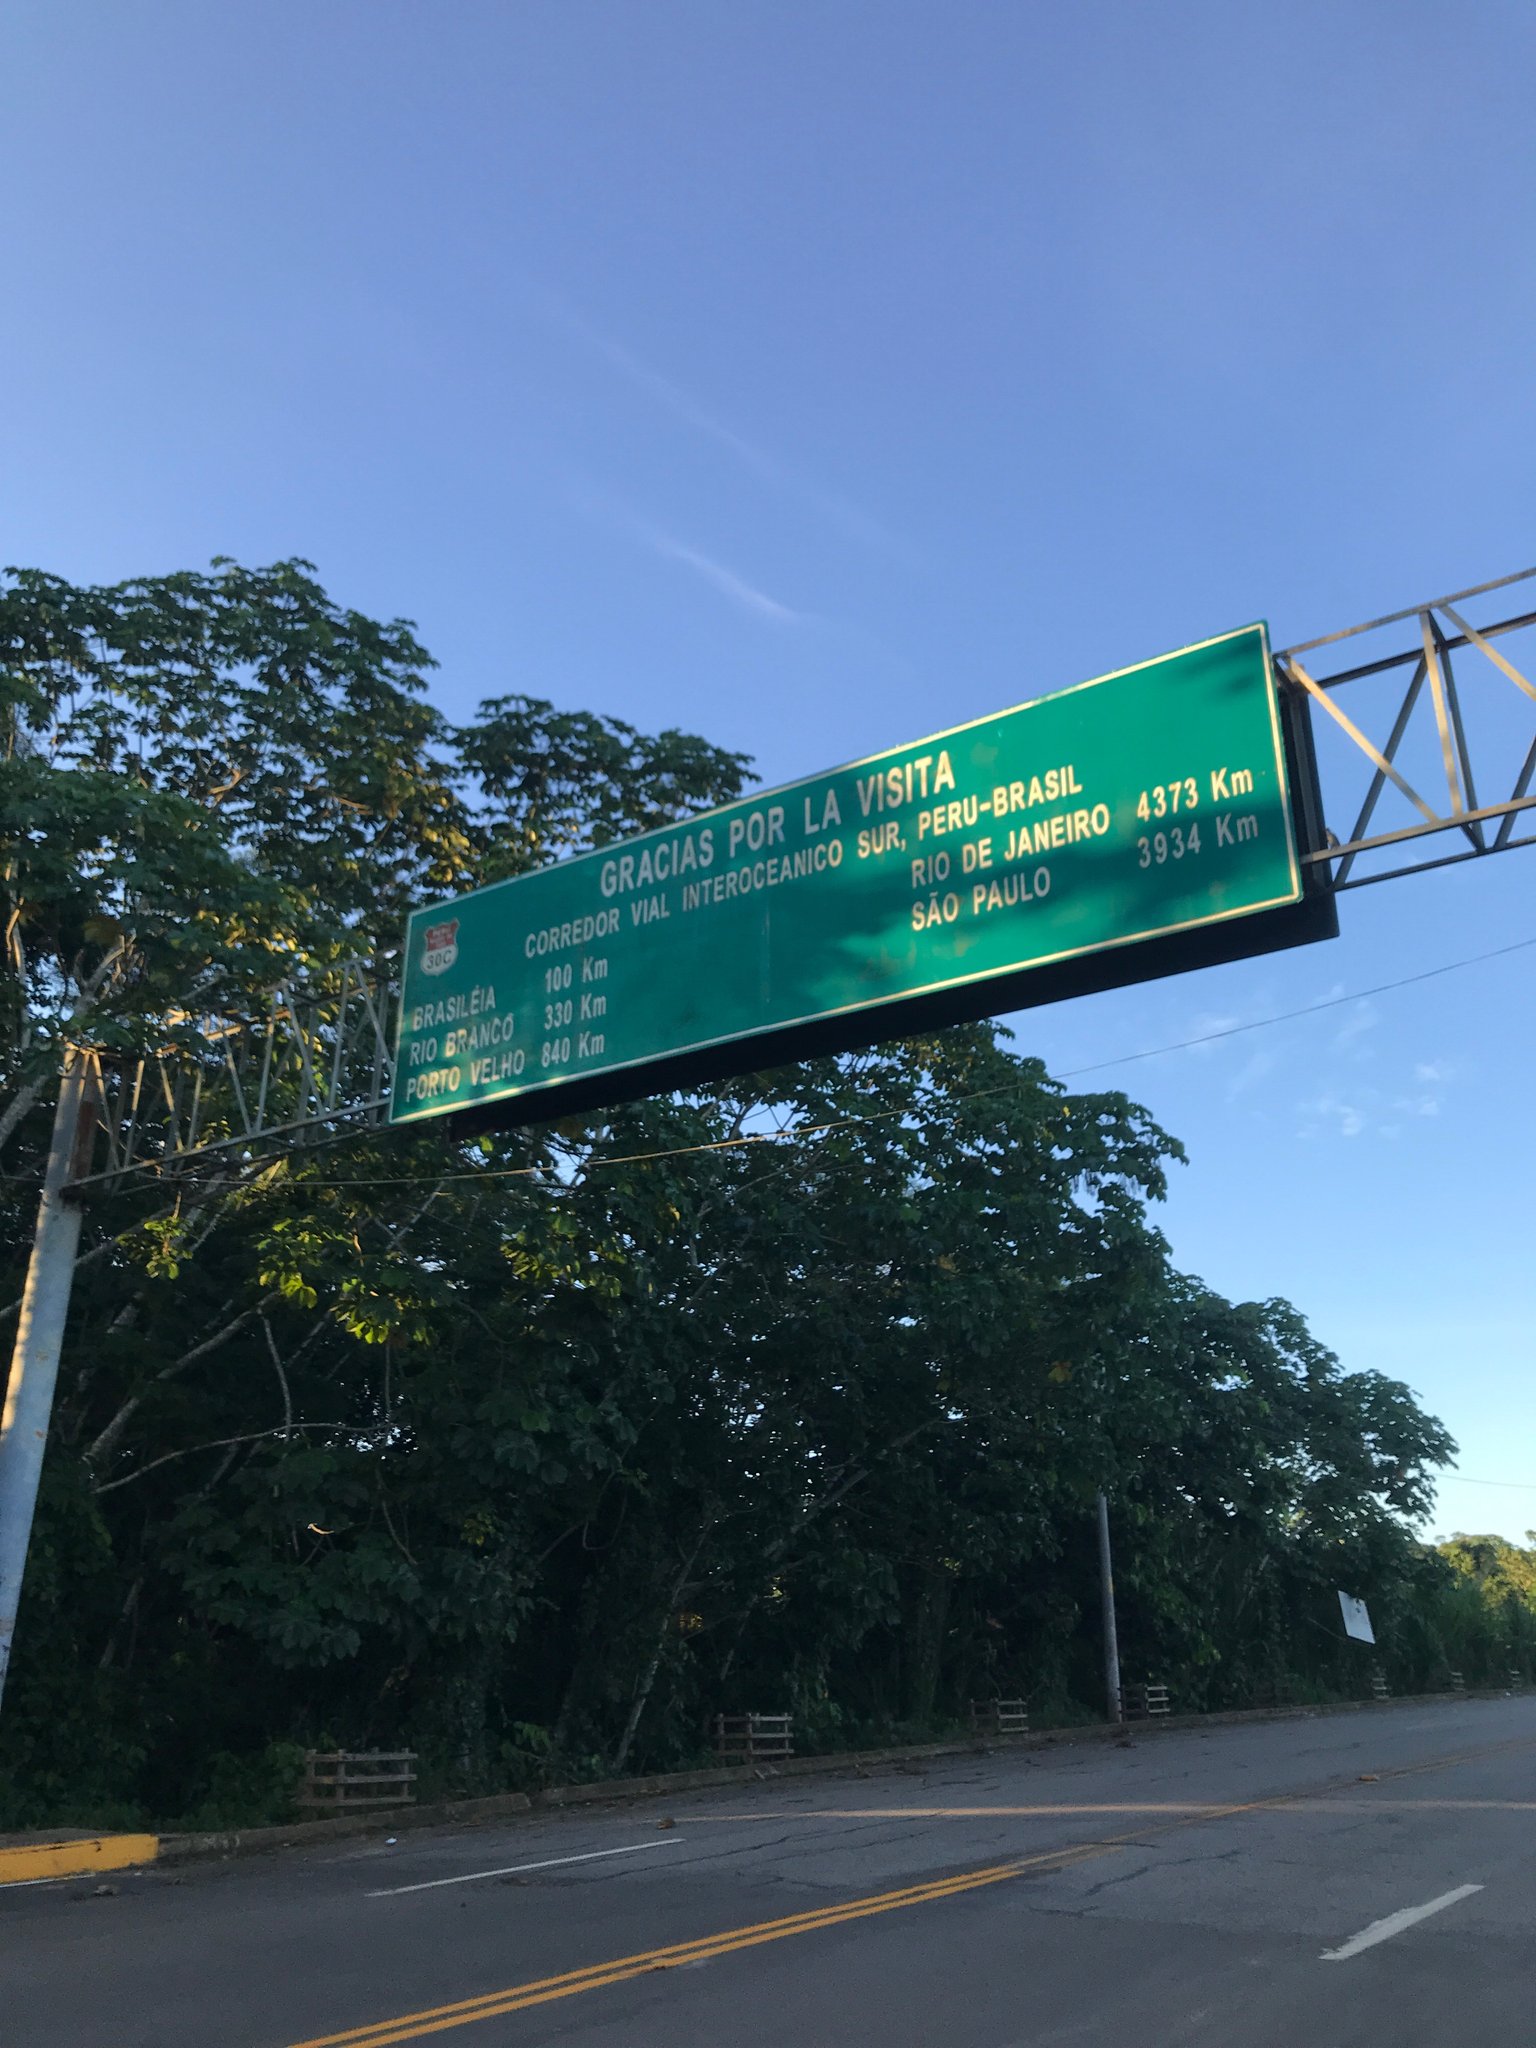 GRACIAS POR LA VISITA
CORREDOR VIAL INTEROCEANICO SUR, PERU-BRASIL
30C
BRASILÉIA 100 Km
RIO BRANCO 330 Km
PORTO VELHO 840 Km
RIO DE JANEIRO 4373 Km
SÃO PAULO 3934 Km